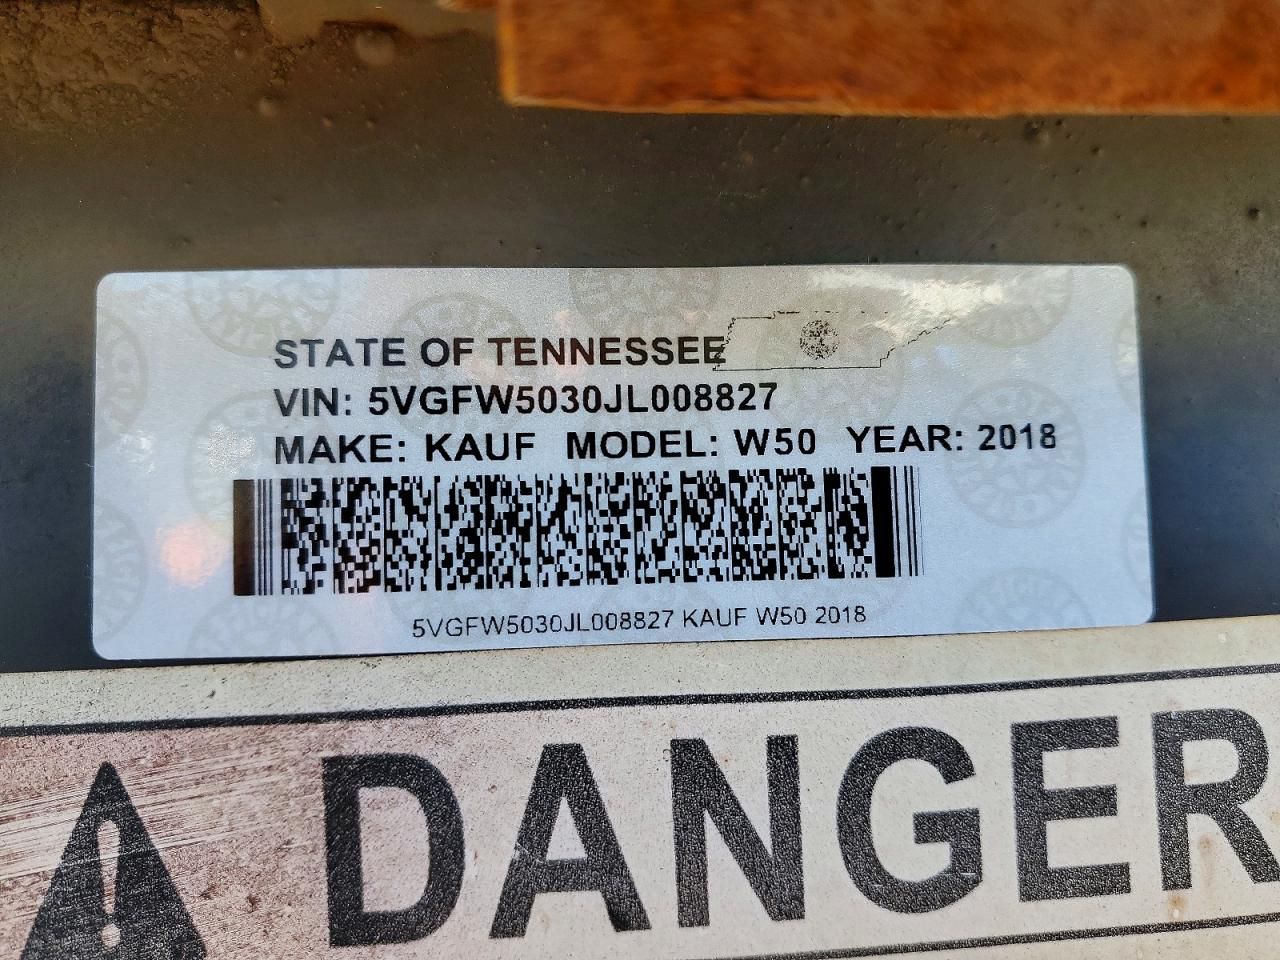 STATE OF TENNESSEE
VIN: 5VGFW5030JL008827
MAKE: KAUF MODEL: W50 YEAR: 2018
5VGFW5030JL008827 KAUF W50 2018
DANGER